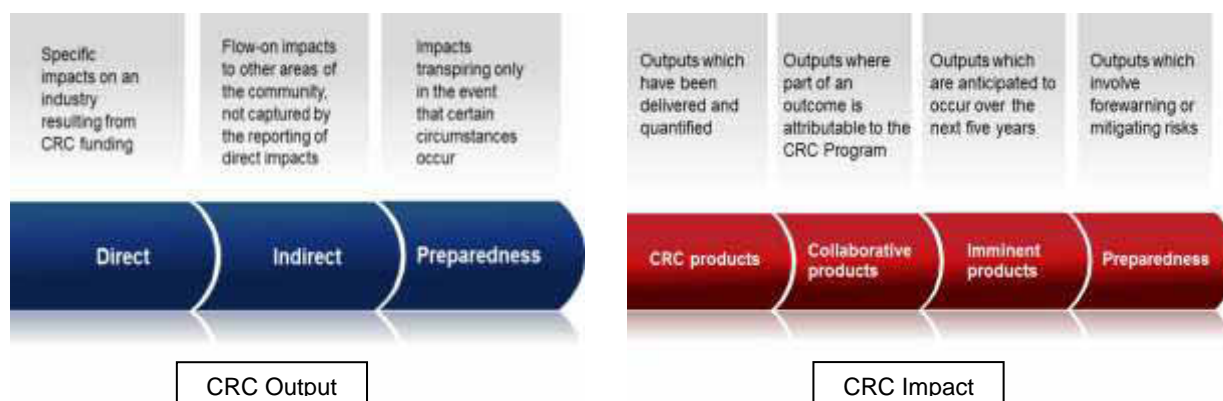 Specific
impacts on an
industry
resulting from
CRC funding
Flow-on impacts
to other areas of
the community,
not captured by
the reporting of
direct impacts
Impacts
transpiring only
in the event
that certain
circumstances
occur
Direct
Indirect
Preparedness
CRC Output
Outputs which
have been
delivered and
quantified
Outputs where
part of an
outcome is
attributable to the
CRC Program
Outputs which
are anticipated to
occur over the
next five years
Outputs which
involve
forewarning or
mitigating risks
CRC products
Collaborative
products
Imminent
products
Preparedness
CRC Impact